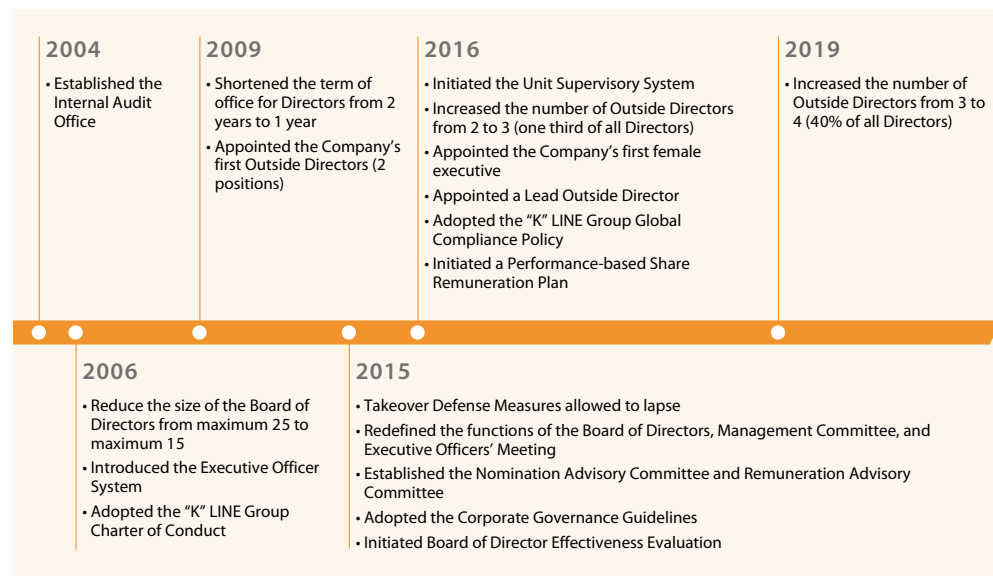 2004
• Established the
Internal Audit
Office
2009
• Shortened the term of
office for Directors from 2
years to 1 year
• Appointed the Company’s
first Outside Directors (2
positions)
2016
• Initiated the Unit Supervisory System
• Increased the number of Outside Directors
from 2 to 3 (one third of all Directors)
• Appointed the Company’s first female
executive
• Appointed a Lead Outside Director
• Adopted the “K” LINE Group Global
Compliance Policy
• Initiated a Performance-based Share
Remuneration Plan
2019
• Increased the number of
Outside Directors from 3 to
4 (40% of all Directors)
2006
• Reduce the size of the Board of
Directors from maximum 25 to
maximum 15
• Introduced the Executive Officer
System
• Adopted the “K” LINE Group
Charter of Conduct
2015
• Takeover Defense Measures allowed to lapse
• Redefined the functions of the Board of Directors, Management Committee, and
Executive Officers’ Meeting
• Established the Nomination Advisory Committee and Remuneration Advisory
Committee
• Adopted the Corporate Governance Guidelines
• Initiated Board of Director Effectiveness Evaluation